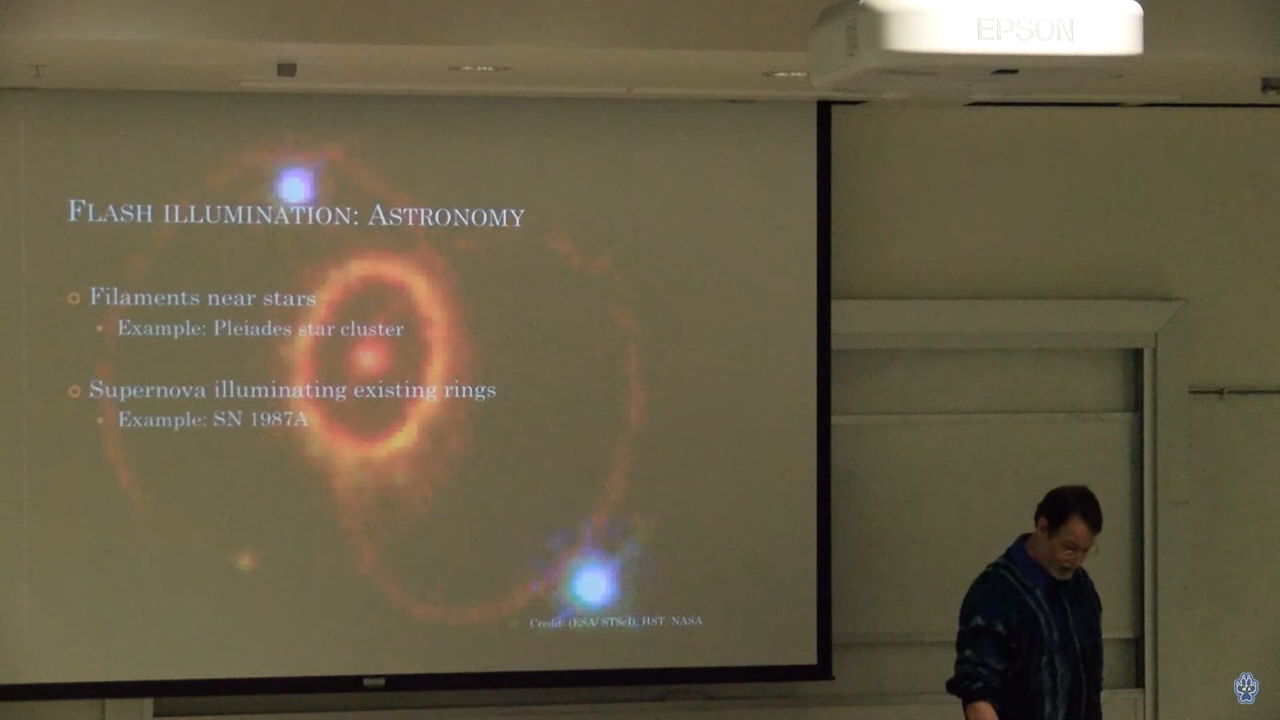 EPSON
FLASH ILLUMINATION: ASTRONOMY
Filaments near stars
Example: Pleiades star cluster
Supernova illuminating existing rings
Example: SN 1987A
Credit: (ESA/ STScI), HST, NASA